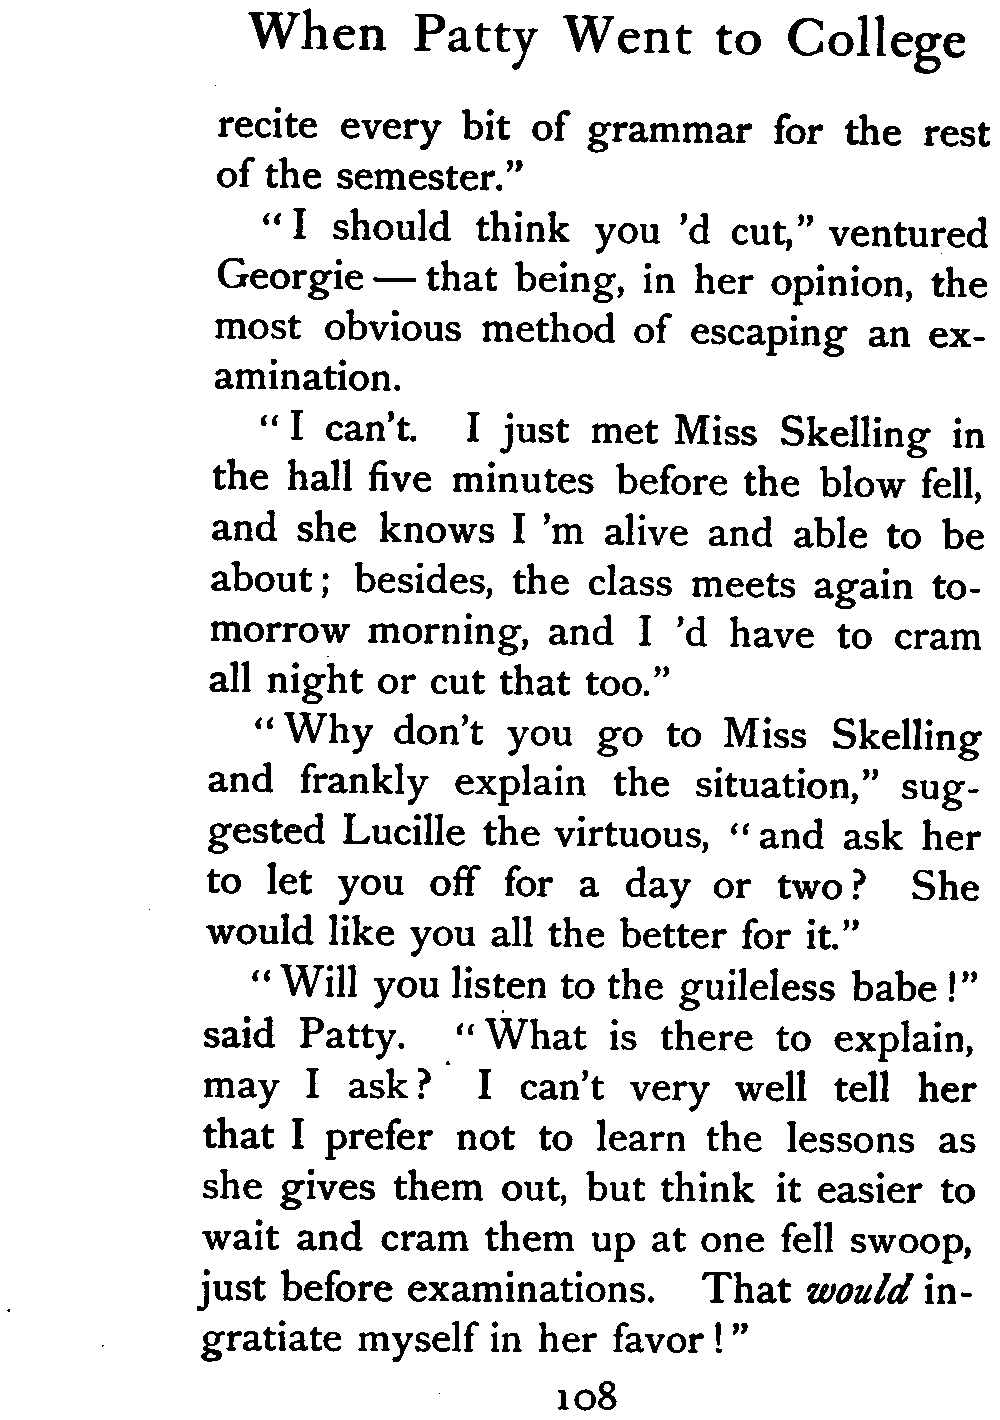 When Patty Went to College
recite every bit of grammar for the rest
of the semester."
"I should think you 'd cut," ventured
Georgie — that being, in her opinion, the
most obvious method of escaping an ex-
amination.
"I can't. I just met Miss Skelling in
the hall five minutes before the blow fell,
and she knows I 'm alive and able to be
about; besides, the class meets again to-
morrow morning, and I 'd have to cram
all night or cut that too."
"Why don't you go to Miss Skelling
and frankly explain the situation," sug-
gested Lucille the virtuous, "and ask her
to let you off for a day or two? She
would like you all the better for it."
"Will you listen to the guileless babe!"
said Patty. "What is there to explain,
may I ask? I can't very well tell her
that I prefer not to learn the lessons as
she gives them out, but think it easier to
wait and cram them up at one fell swoop,
just before examinations. That would in-
gratiate myself in her favor!"
108